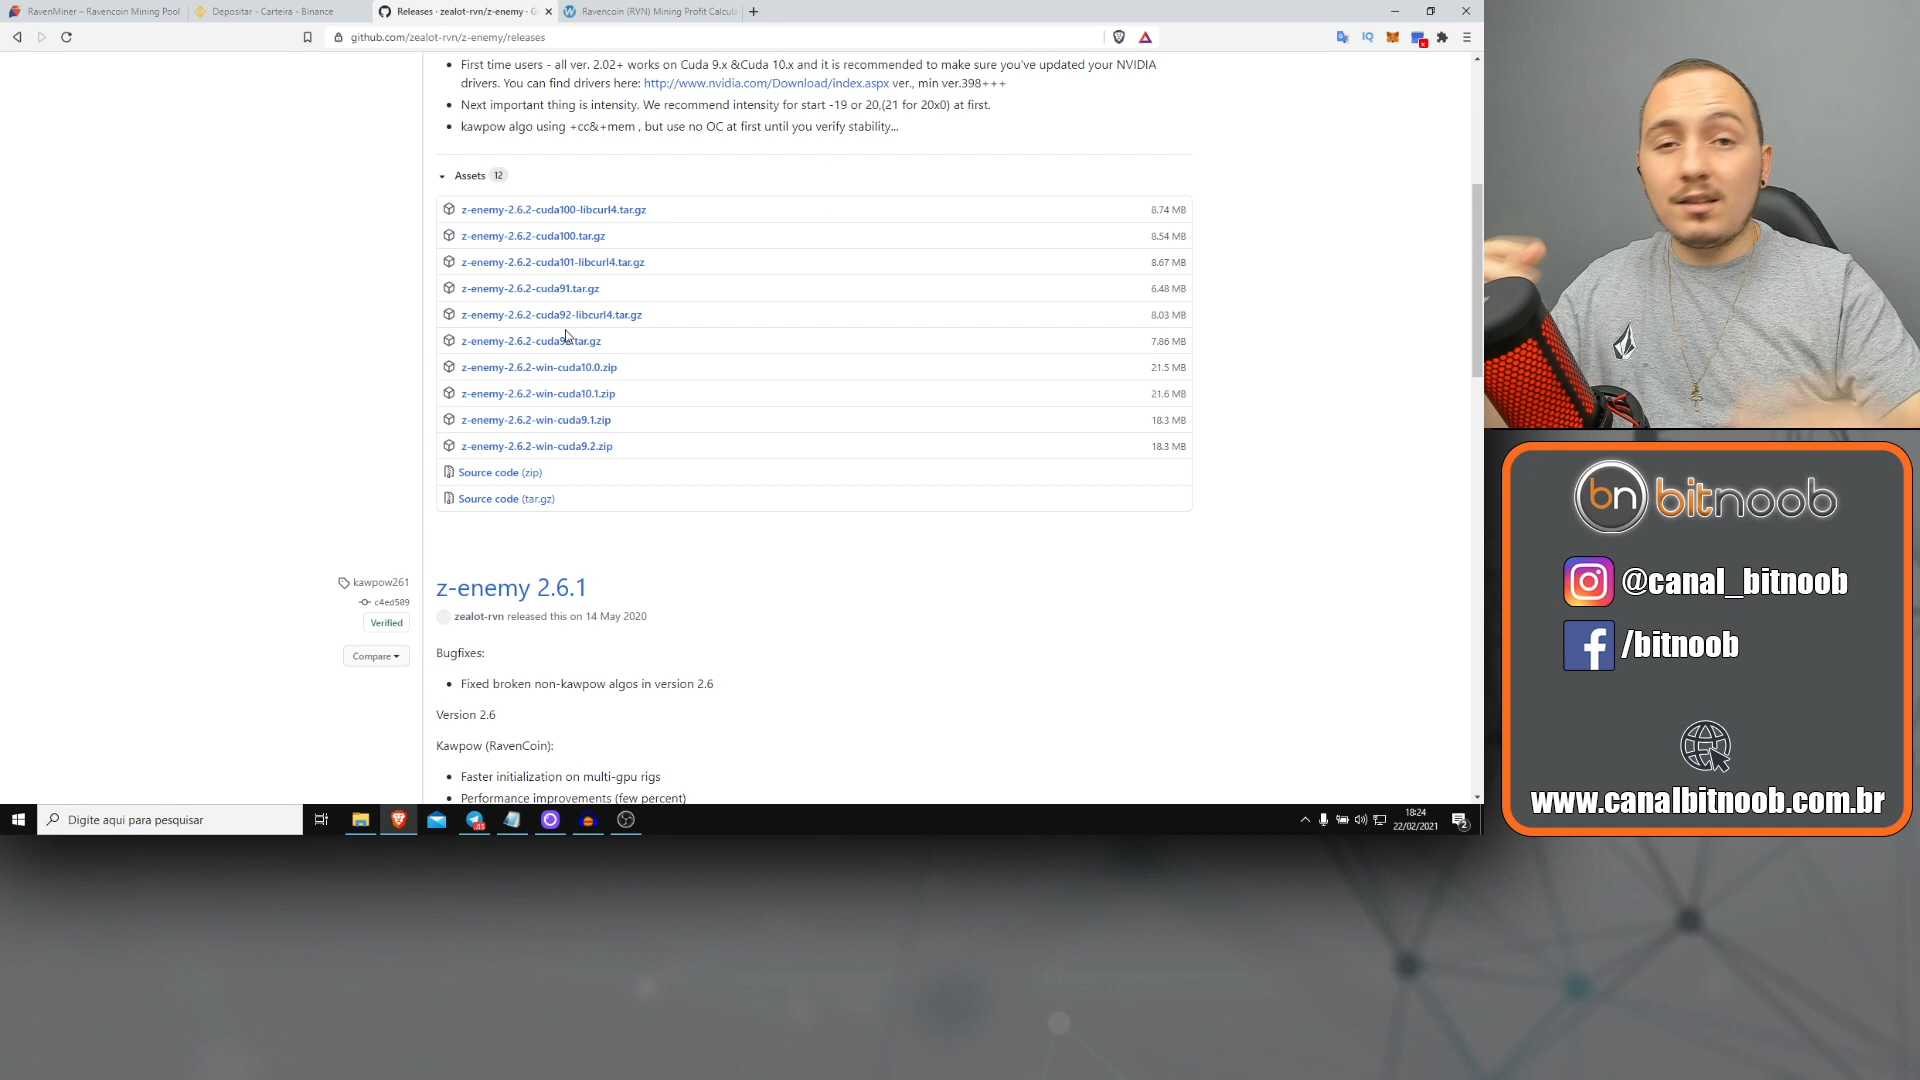 RavenMiner – Ravencoin Mining Pool
Depositar - Carteira - Binance
Releases · zealot-rvn/z-enemy · G
Ravencoin (RVN) Mining Profit Calcul
github.com/zealot-rvn/z-enemy/releases
IQ
First time users - all ver. 2.02+ works on Cuda 9.x &Cuda 10.x and it is recommended to make sure you've updated your NVIDIA
drivers. You can find drivers here: http://www.nvidia.com/Download/index.aspx ver., min ver.398+++
Next important thing is intensity. We recommend intensity for start -19 or 20,(21 for 20x0) at first.
kawpow algo using +cc&+mem , but use no OC at first until you verify stability...
Assets 12
z-enemy-2.6.2-cuda100-libcurl4.tar.gz 8.74 MB
z-enemy-2.6.2-cuda100.tar.gz 8.54 MB
z-enemy-2.6.2-cuda101-libcurl4.tar.gz 8.67 MB
z-enemy-2.6.2-cuda91.tar.gz 6.48 MB
z-enemy-2.6.2-cuda92-libcurl4.tar.gz 8.03 MB
z-enemy-2.6.2-cuda92.tar.gz 7.86 MB
z-enemy-2.6.2-win-cuda10.0.zip 21.5 MB
z-enemy-2.6.2-win-cuda10.1.zip 21.6 MB
z-enemy-2.6.2-win-cuda9.1.zip 18.3 MB
z-enemy-2.6.2-win-cuda9.2.zip 18.3 MB
Source code (zip)
Source code (tar.gz)
kawpow261
c4ed509
Verified
Compare
z-enemy 2.6.1
zealot-rvn released this on 14 May 2020
Bugfixes:
Fixed broken non-kawpow algos in version 2.6
Version 2.6
Kawpow (RavenCoin):
Faster initialization on multi-gpu rigs
Performance improvements (few percent)
Digite aqui para pesquisar
18:24
22/02/2021
2
bn bitnoob
@canal_bitnoob
/bitnoob
www.canalbitnoob.com.br